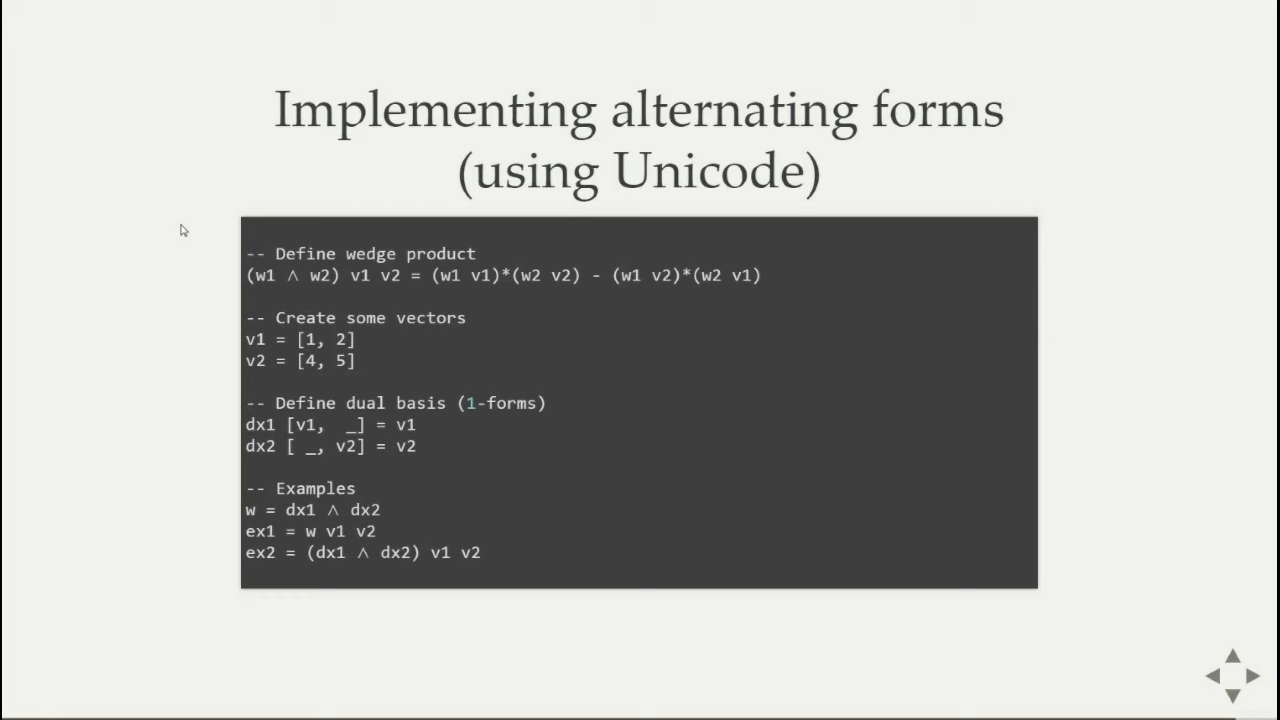 Implementing alternating forms
(using Unicode)
-- Define wedge product
(w1 ∧ w2) v1 v2 = (w1 v1)*(w2 v2) - (w1 v2)*(w2 v1)
-- Create some vectors
v1 = [1, 2]
v2 = [4, 5]
-- Define dual basis (1-forms)
dx1 [v1,  _] = v1
dx2 [ _, v2] = v2
-- Examples
w = dx1 ∧ dx2
ex1 = w v1 v2
ex2 = (dx1 ∧ dx2) v1 v2